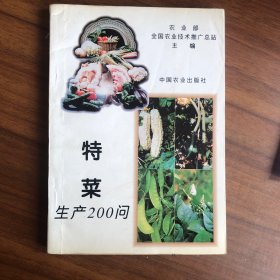 农业部
全国农业技术推广总站
主编
中国农业出版社
特菜
生产200问